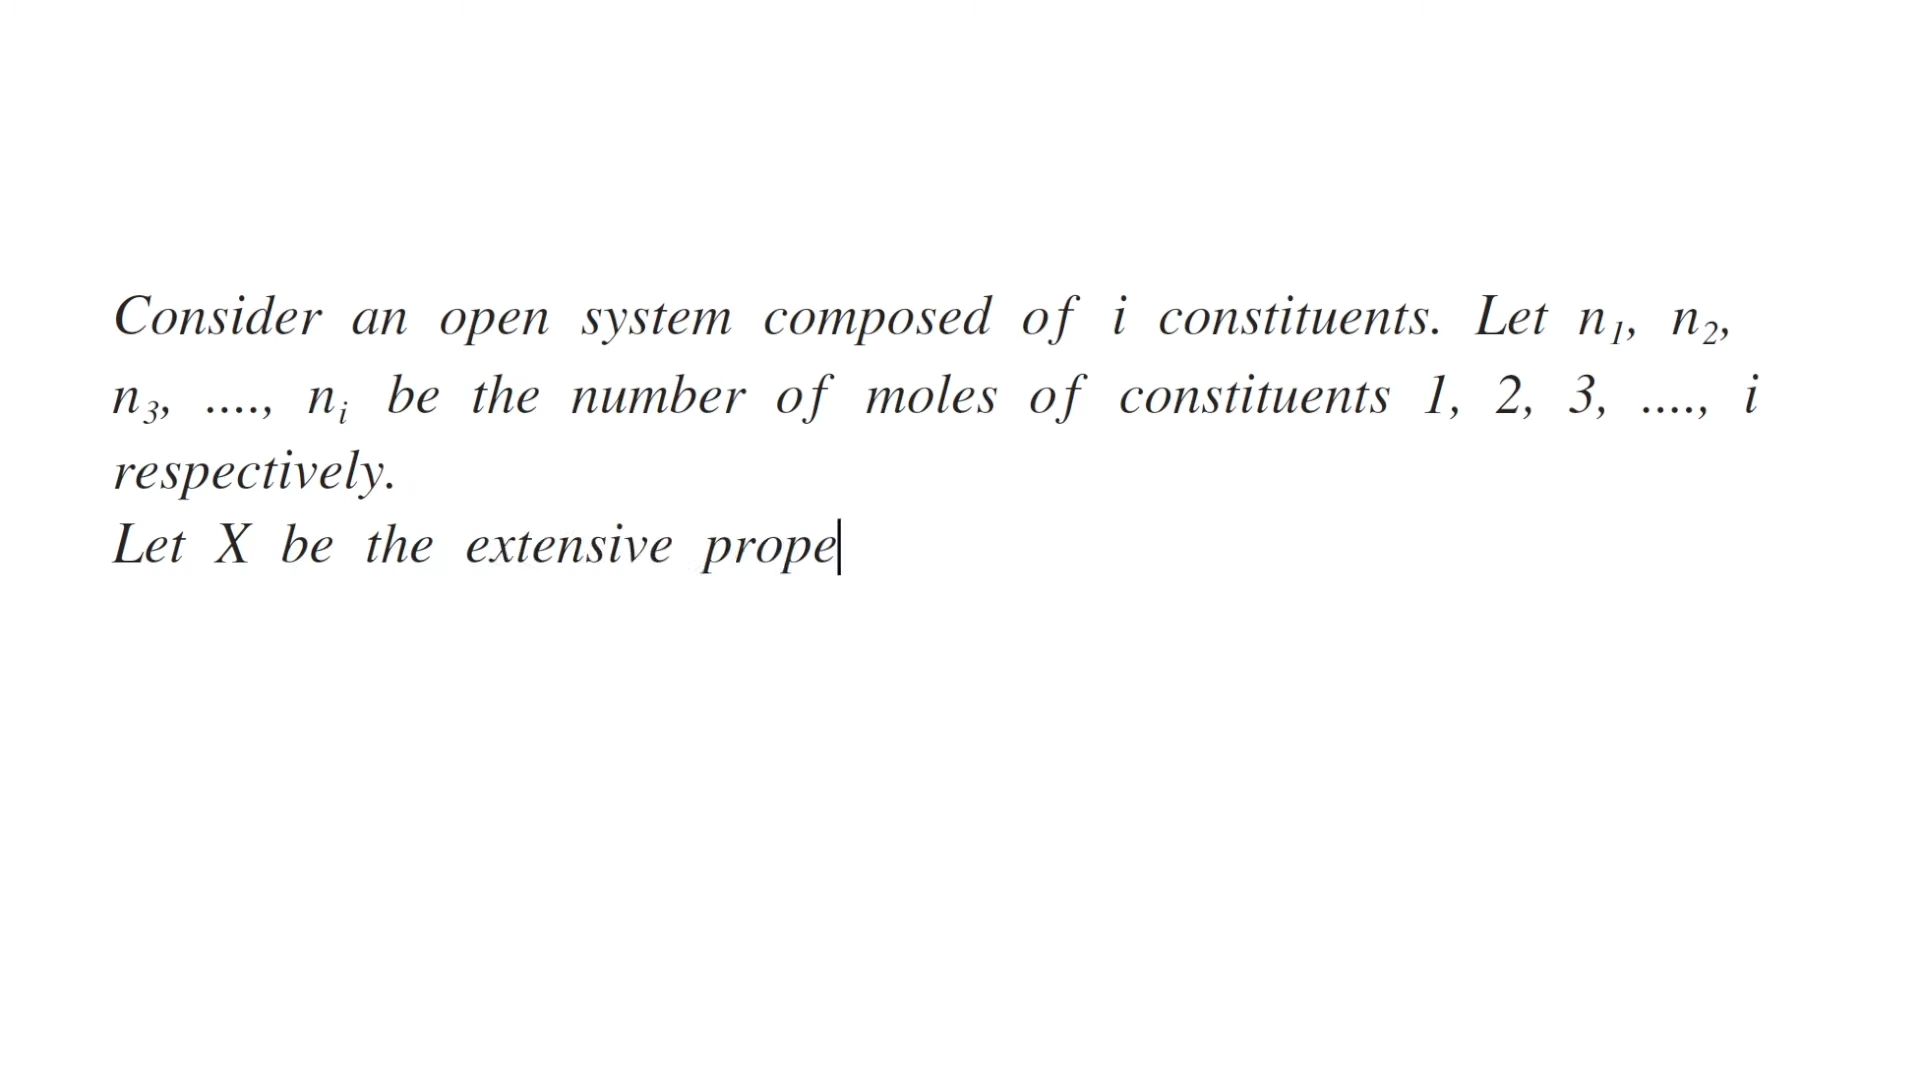 Consider an open system composed of i constituents. Let n₁, n₂,
n₃, ...., nᵢ be the number of moles of constituents 1, 2, 3, ...., i
respectively.
Let X be the extensive prope